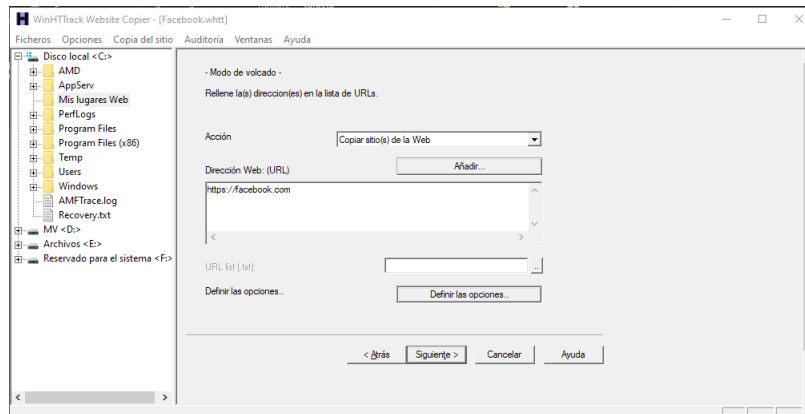 WinHTTrack Website Copier - [Facebook.whtt]
Ficheros Opciones Copia del sitio Auditoría Ventanas Ayuda
Disco local <C:>
AMD
AppServ
Mis lugares Web
PerfLogs
Program Files
Program Files (x86)
Temp
Users
Windows
AMFTrace.log
Recovery.txt
MV <D:>
Archivos <E:>
Reservado para el sistema <F:>
- Modo de volcado -
Rellene la(s) direccion(es) en la lista de URLs.
Acción
Copiar sitio(s) de la Web
Dirección Web: (URL)
Añadir...
https://facebook.com
URL list (.txt):
..
Definir las opciones..
Definir las opciones..
< Atrás
Siguiente >
Cancelar
Ayuda